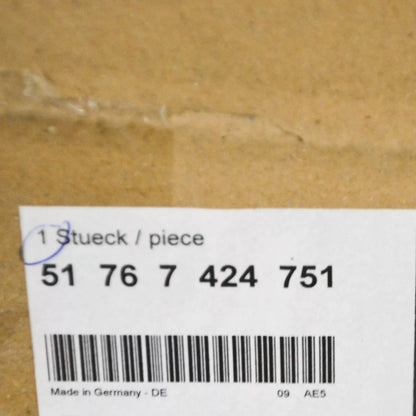 1 Stueck / piece
51 76 7 424 751
Made in Germany - DE 09 AE5